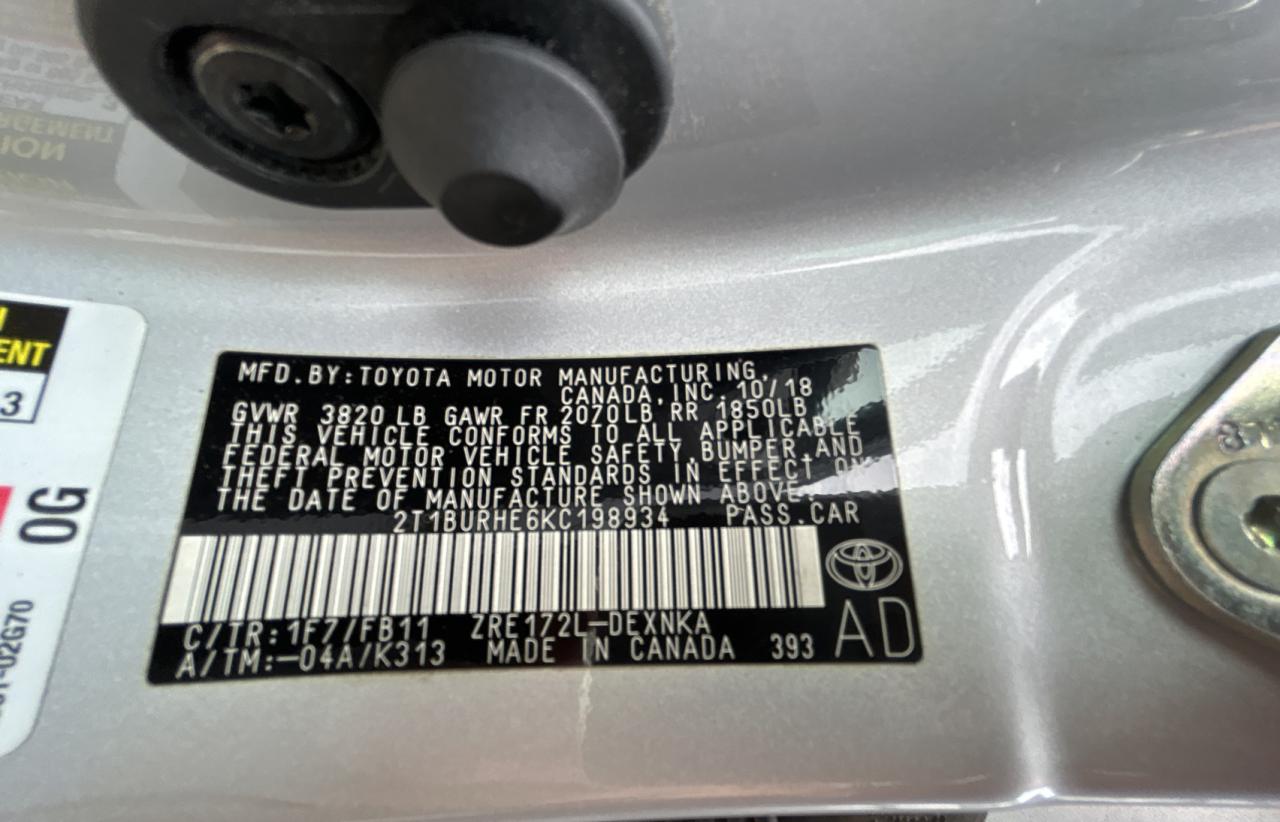 MFD.BY:TOYOTA MOTOR MANUFACTURING,
CANADA,INC. 10/18
GVWR 3820 LB GAWR FR 2070LB RR 1850LB
THIS VEHICLE CONFORMS TO ALL APPLICABLE
FEDERAL MOTOR VEHICLE SAFETY,BUMPER,AND
THEFT PREVENTION STANDARDS IN EFFECT ON
THE DATE OF MANUFACTURE SHOWN ABOVE.
2T1BURHE6KC198934 PASS.CAR
C/TR:1F7/FB11 ZRE172L-DEXNKA
A/TM:-04A/K313 MADE IN CANADA 393 AD
ENT
3
0G
02G70